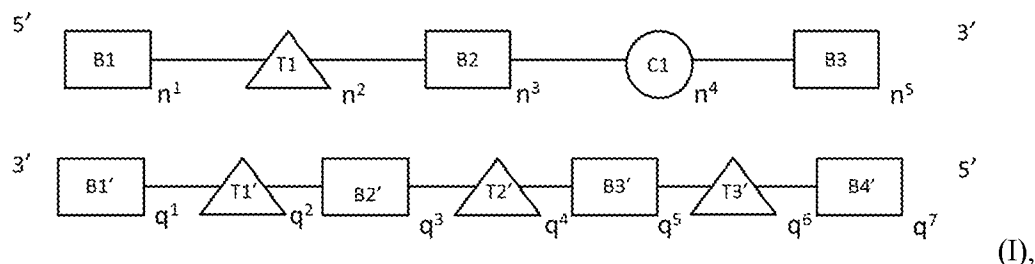 5′ 3′
B1 T1 B2 C1 B3
n¹ n² n³ n⁴ n⁵
3′ 5′
B1′ T1′ B2′ T2′ B3′ T3′ B4′
q¹ q² q³ q⁴ q⁵ q⁶ q⁷
(I),